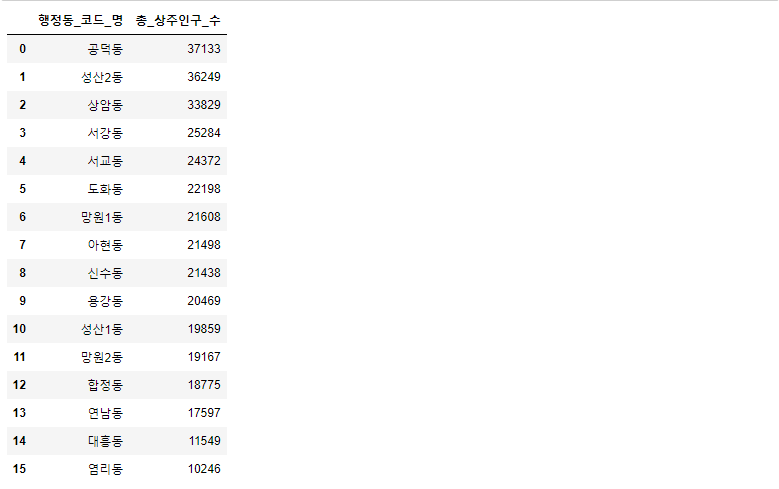 행정동_코드_명 총_상주인구_수
0 공덕동 37133
1 성산2동 36249
2 상암동 33829
3 서강동 25284
4 서교동 24372
5 도화동 22198
6 망원1동 21608
7 아현동 21498
8 신수동 21438
9 용강동 20469
10 성산1동 19859
11 망원2동 19167
12 합정동 18775
13 연남동 17597
14 대흥동 11549
15 염리동 10246